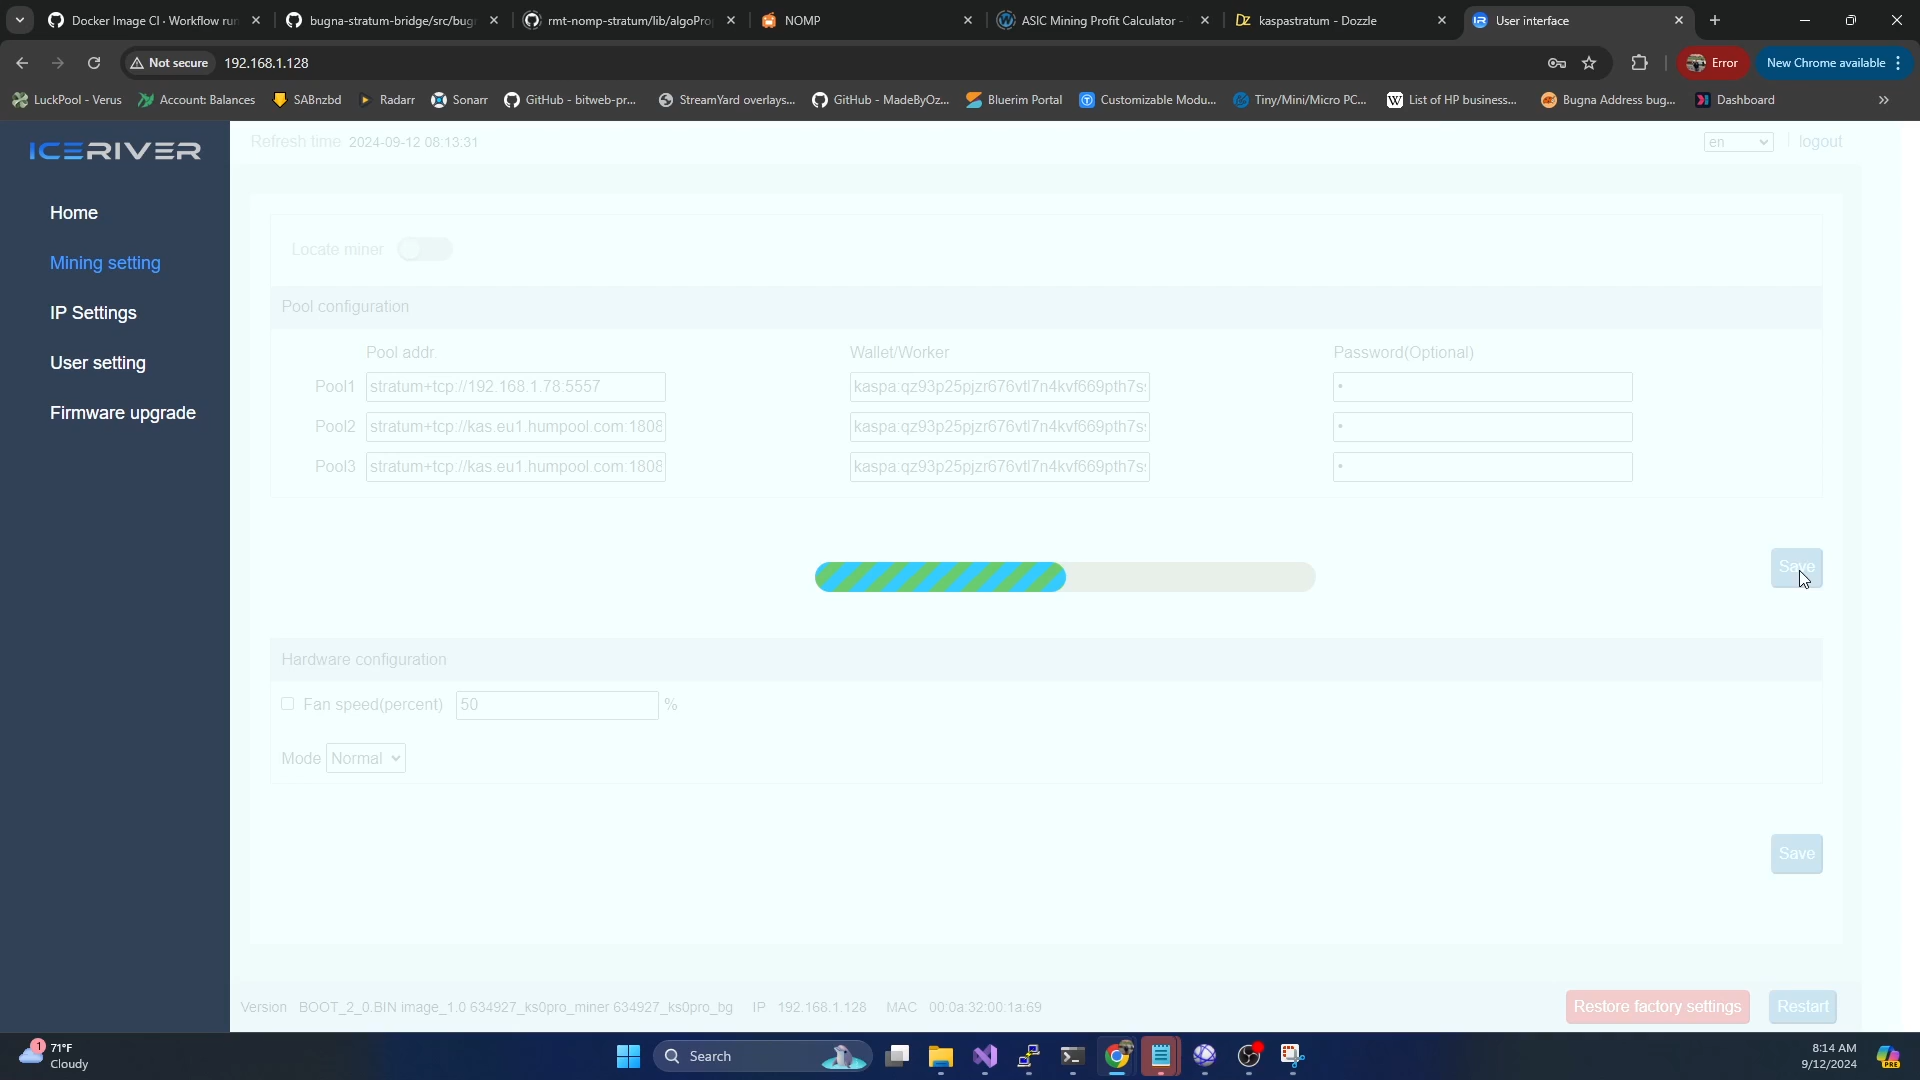 Docker Image CI · Workflow run
bugna-stratum-bridge/src/bug
rmt-nomp-stratum/lib/algoPro
NOMP
ASIC Mining Profit Calculator -
kaspastratum - Dozzle
User interface
Not secure
192.168.1.128
Error
New Chrome available
LuckPool - Verus
Account: Balances
SABnzbd
Radarr
Sonarr
GitHub - bitweb-pr...
StreamYard overlays...
GitHub - MadeByOz...
Bluerim Portal
Customizable Modu...
Tiny/Mini/Micro PC...
List of HP business...
Bugna Address bug...
Dashboard
ICERIVER
Refresh time 2024-09-12 08:13:31
en
logout
Home
Mining setting
IP Settings
User setting
Firmware upgrade
Locate miner
Pool configuration
Pool addr.
Wallet/Worker
Password(Optional)
Pool1
stratum+tcp://192.168.1.78:5557
kaspa:qz93p25pjzr676vtl7n4kvf669pth7s
Pool2
stratum+tcp://kas.eu1.humpool.com:1808
kaspa:qz93p25pjzr676vtl7n4kvf669pth7s
Pool3
stratum+tcp://kas.eu1.humpool.com:1808
kaspa:qz93p25pjzr676vtl7n4kvf669pth7s
Save
Hardware configuration
Fan speed(percent) 50 %
Mode Normal
Save
Version BOOT_2_0.BIN image_1.0 634927_ks0pro_miner 634927_ks0pro_bg IP 192.168.1.128 MAC 00:0a:32:00:1a:69
Restore factory settings
Restart
1
71°F
Cloudy
Search
8:14 AM
9/12/2024
PRE